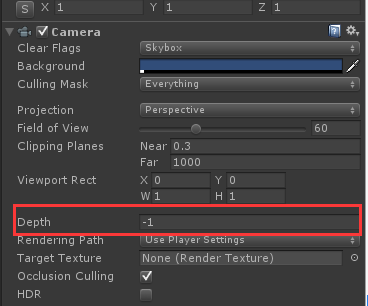 S X 1 Y 1 Z 1
Camera
Clear Flags Skybox
Background
Culling Mask Everything
Projection Perspective
Field of View 60
Clipping Planes Near 0.3
Far 1000
Viewport Rect X 0 Y 0
W 1 H 1
Depth -1
Rendering Path Use Player Settings
Target Texture None (Render Texture)
Occlusion Culling
HDR